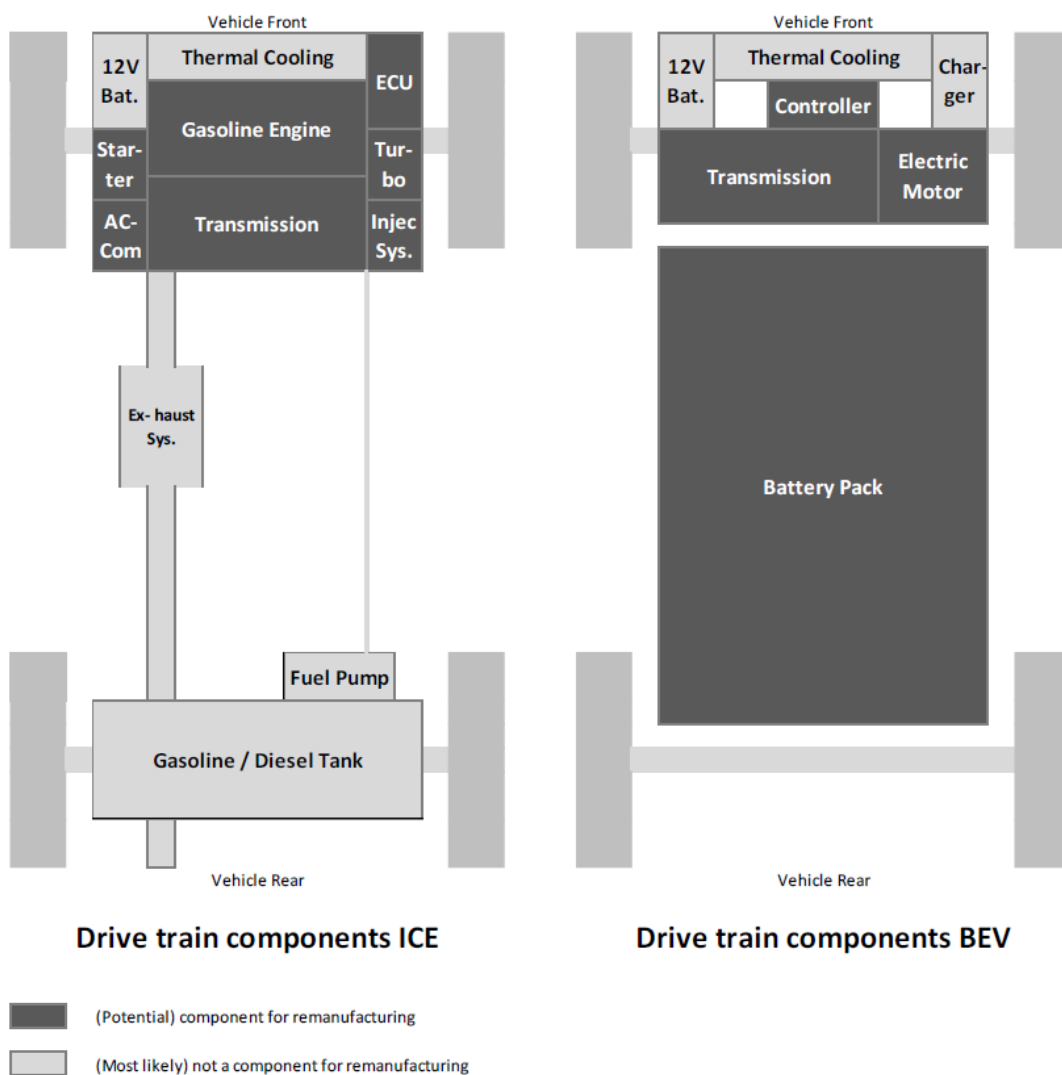 Vehicle Front
12V
Bat.
Thermal Cooling
ECU
Gasoline Engine
Star-
ter
Tur-
bo
AC-
Com
Transmission
Injec
Sys.
Ex- haust
Sys.
Fuel Pump
Gasoline / Diesel Tank
Vehicle Rear
Drive train components ICE
Vehicle Front
12V
Bat.
Thermal Cooling
Char-
ger
Controller
Transmission
Electric
Motor
Battery Pack
Vehicle Rear
Drive train components BEV
(Potential) component for remanufacturing
(Most likely) not a component for remanufacturing